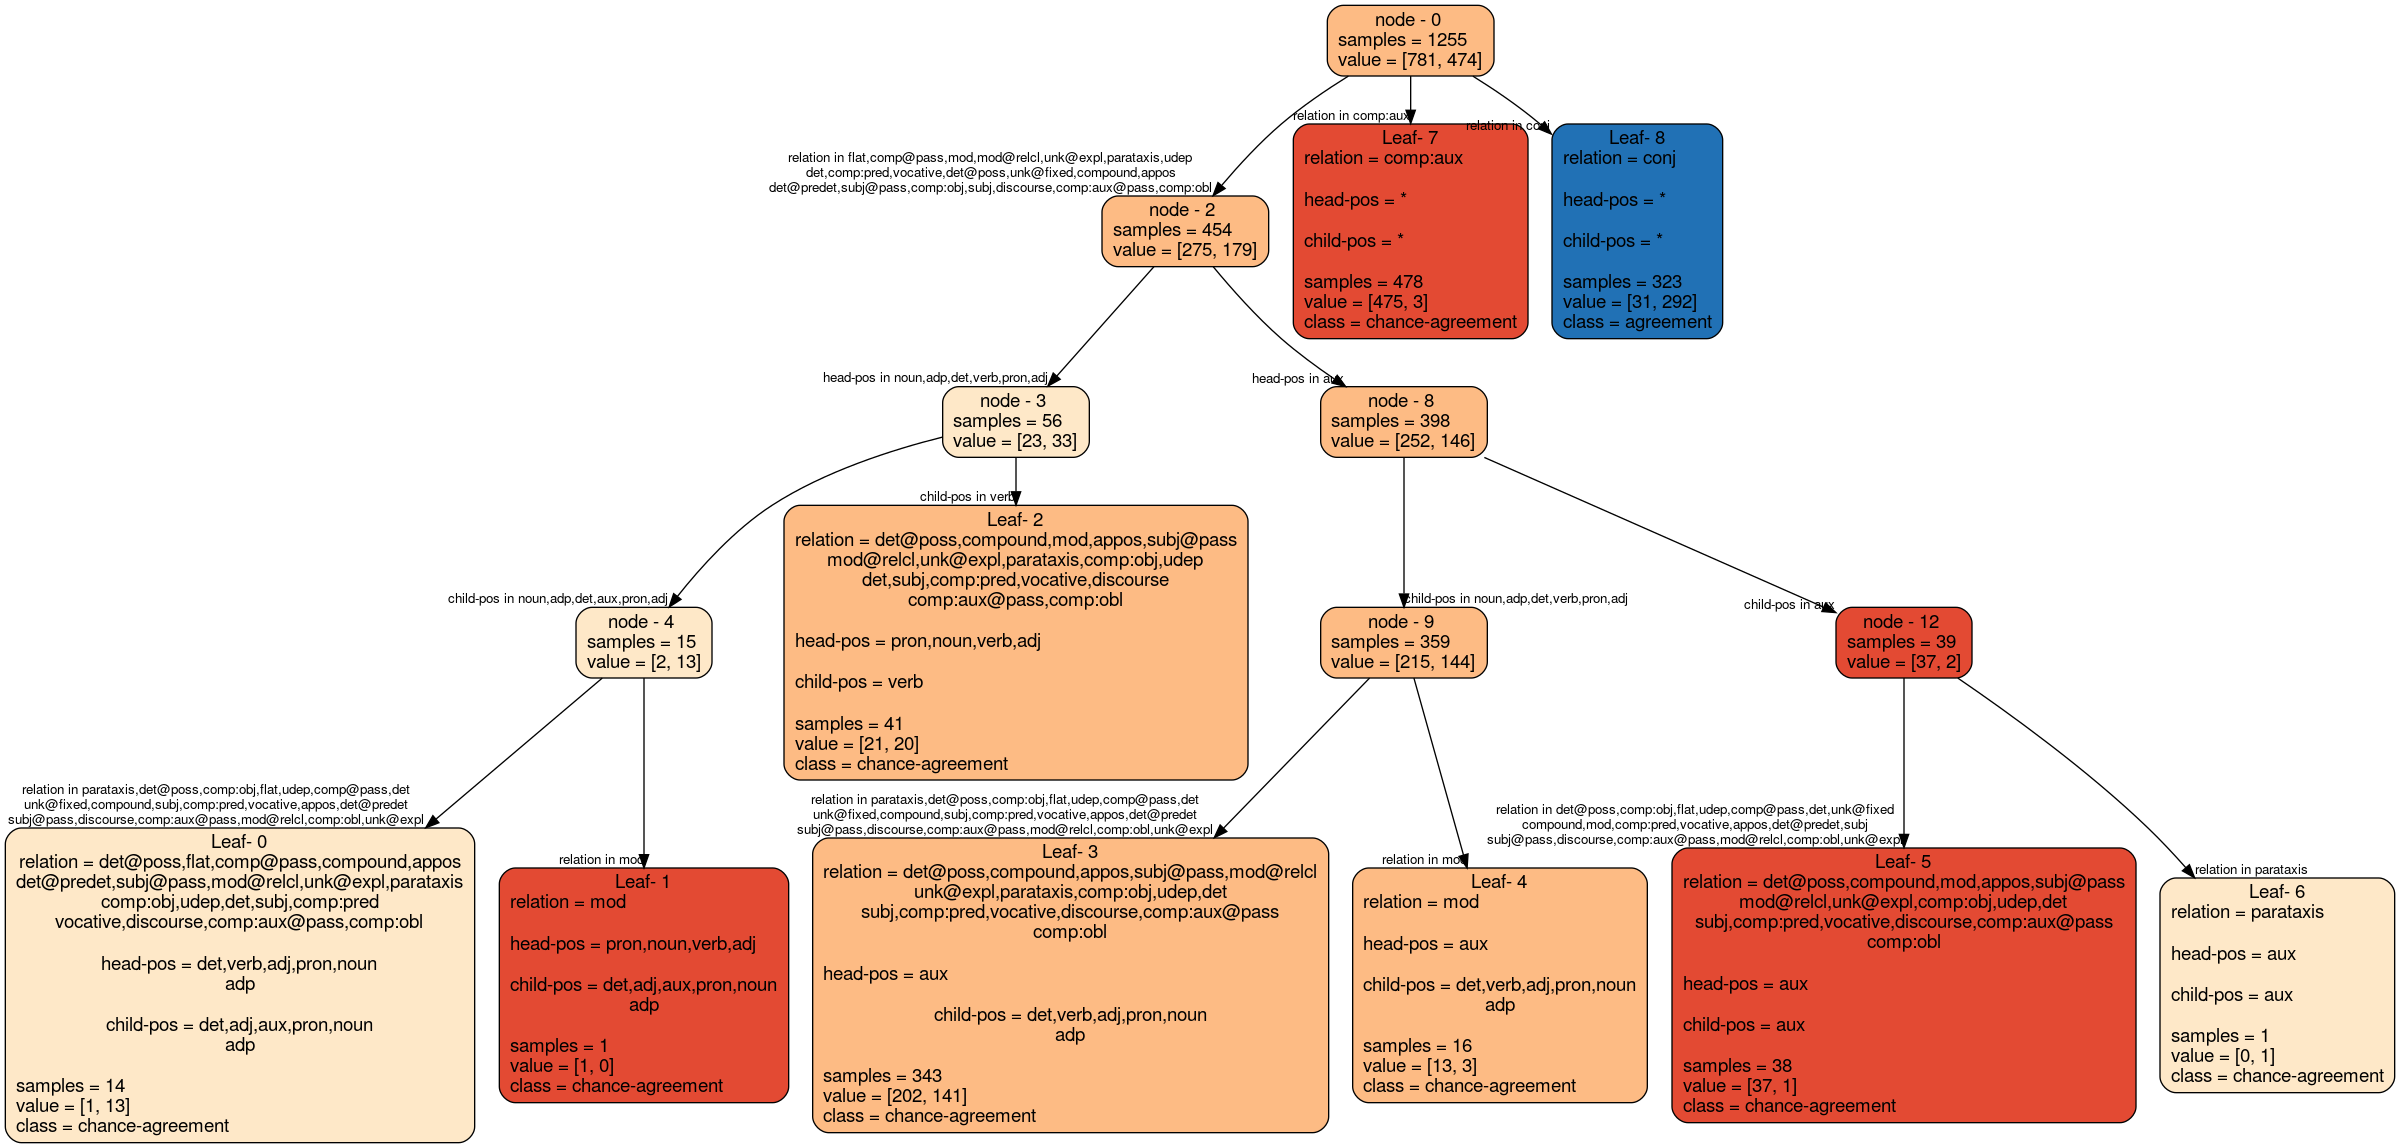 node - 0
samples = 1255
value = [781, 474]
relation in comp:aux
relation in conj
relation in flat,comp@pass,mod,mod@relcl,unk@expl,parataxis,udep
det,comp:pred,vocative,det@poss,unk@fixed,compound,appos
det@predet,subj@pass,comp:obj,subj,discourse,comp:aux@pass,comp:obl
Leaf- 7
relation = comp:aux
head-pos = *
child-pos = *
samples = 478
value = [475, 3]
class = chance-agreement
Leaf- 8
relation = conj
head-pos = *
child-pos = *
samples = 323
value = [31, 292]
class = agreement
node - 2
samples = 454
value = [275, 179]
head-pos in noun,adp,det,verb,pron,adj
head-pos in aux
node - 3
samples = 56
value = [23, 33]
node - 8
samples = 398
value = [252, 146]
child-pos in verb
child-pos in noun,adp,det,aux,pron,adj
child-pos in noun,adp,det,verb,pron,adj
child-pos in aux
Leaf- 2
relation = det@poss,compound,mod,appos,subj@pass
mod@relcl,unk@expl,parataxis,comp:obj,udep
det,subj,comp:pred,vocative,discourse
comp:aux@pass,comp:obl
head-pos = pron,noun,verb,adj
child-pos = verb
samples = 41
value = [21, 20]
class = chance-agreement
node - 4
samples = 15
value = [2, 13]
node - 9
samples = 359
value = [215, 144]
node - 12
samples = 39
value = [37, 2]
relation in parataxis,det@poss,comp:obj,flat,udep,comp@pass,det
unk@fixed,compound,subj,comp:pred,vocative,appos,det@predet
subj@pass,discourse,comp:aux@pass,mod@relcl,comp:obl,unk@expl
relation in mod
relation in parataxis,det@poss,comp:obj,flat,udep,comp@pass,det
unk@fixed,compound,subj,comp:pred,vocative,appos,det@predet
subj@pass,discourse,comp:aux@pass,mod@relcl,comp:obl,unk@expl
relation in mod
relation in det@poss,comp:obj,flat,udep,comp@pass,det,unk@fixed
compound,mod,comp:pred,vocative,appos,det@predet,subj
subj@pass,discourse,comp:aux@pass,mod@relcl,comp:obl,unk@expl
relation in parataxis
Leaf- 0
relation = det@poss,flat,comp@pass,compound,appos
det@predet,subj@pass,mod@relcl,unk@expl,parataxis
comp:obj,udep,det,subj,comp:pred
vocative,discourse,comp:aux@pass,comp:obl
head-pos = det,verb,adj,pron,noun
adp
child-pos = det,adj,aux,pron,noun
adp
samples = 14
value = [1, 13]
class = chance-agreement
Leaf- 1
relation = mod
head-pos = pron,noun,verb,adj
child-pos = det,adj,aux,pron,noun
adp
samples = 1
value = [1, 0]
class = chance-agreement
Leaf- 3
relation = det@poss,compound,appos,subj@pass,mod@relcl
unk@expl,parataxis,comp:obj,udep,det
subj,comp:pred,vocative,discourse,comp:aux@pass
comp:obl
head-pos = aux
child-pos = det,verb,adj,pron,noun
adp
samples = 343
value = [202, 141]
class = chance-agreement
Leaf- 4
relation = mod
head-pos = aux
child-pos = det,verb,adj,pron,noun
adp
samples = 16
value = [13, 3]
class = chance-agreement
Leaf- 5
relation = det@poss,compound,mod,appos,subj@pass
mod@relcl,unk@expl,comp:obj,udep,det
subj,comp:pred,vocative,discourse,comp:aux@pass
comp:obl
head-pos = aux
child-pos = aux
samples = 38
value = [37, 1]
class = chance-agreement
Leaf- 6
relation = parataxis
head-pos = aux
child-pos = aux
samples = 1
value = [0, 1]
class = chance-agreement